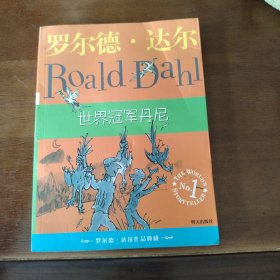 罗尔德·达尔
Roald Dahl
世界冠军丹尼
THE WORLD'S
No.1
STORYTELLER
明天出版社
罗尔德·达尔作品典藏